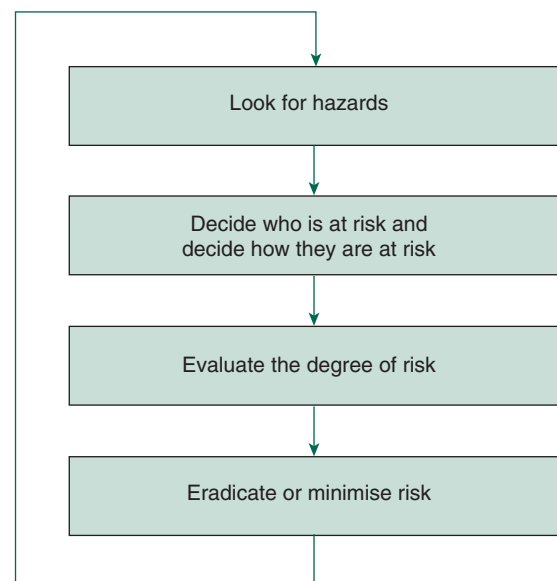 Look for hazards
Decide who is at risk and
decide how they are at risk
Evaluate the degree of risk
Eradicate or minimise risk